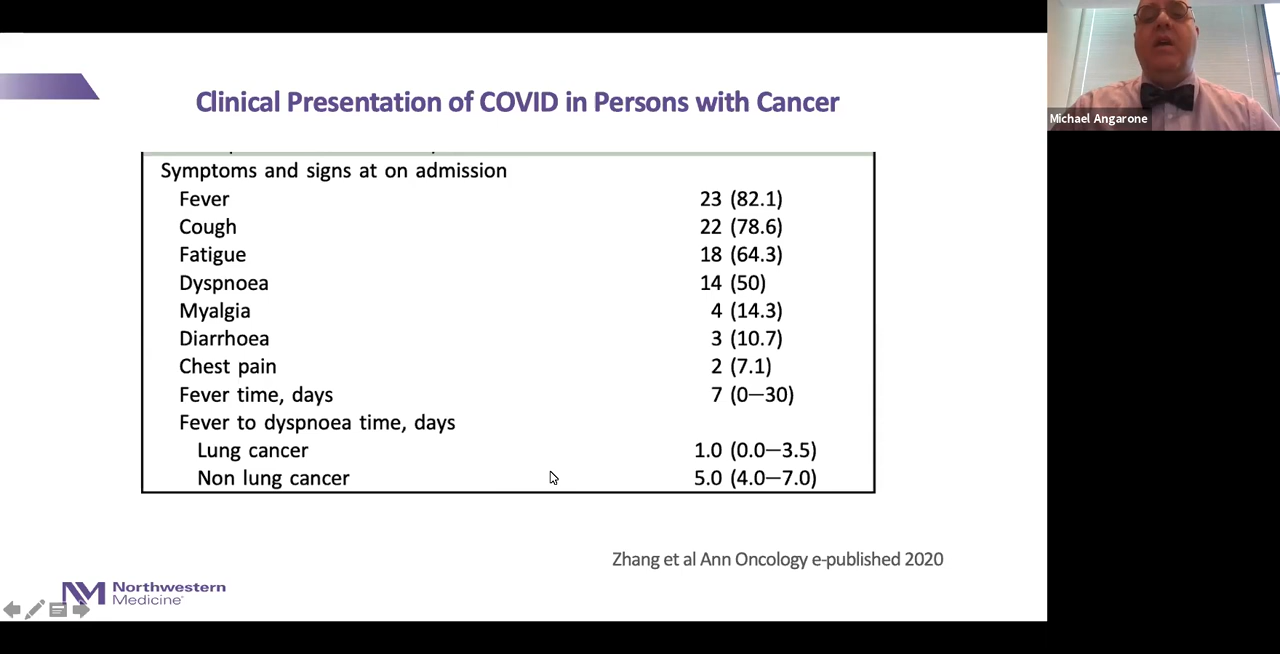 Clinical Presentation of COVID in Persons with Cancer
Michael Angarone
Symptoms and signs at on admission
Fever 23 (82.1)
Cough 22 (78.6)
Fatigue 18 (64.3)
Dyspnoea 14 (50)
Myalgia 4 (14.3)
Diarrhoea 3 (10.7)
Chest pain 2 (7.1)
Fever time, days 7 (0—30)
Fever to dyspnoea time, days
Lung cancer 1.0 (0.0—3.5)
Non lung cancer 5.0 (4.0—7.0)
Zhang et al Ann Oncology e-published 2020
NM Northwestern
Medicine